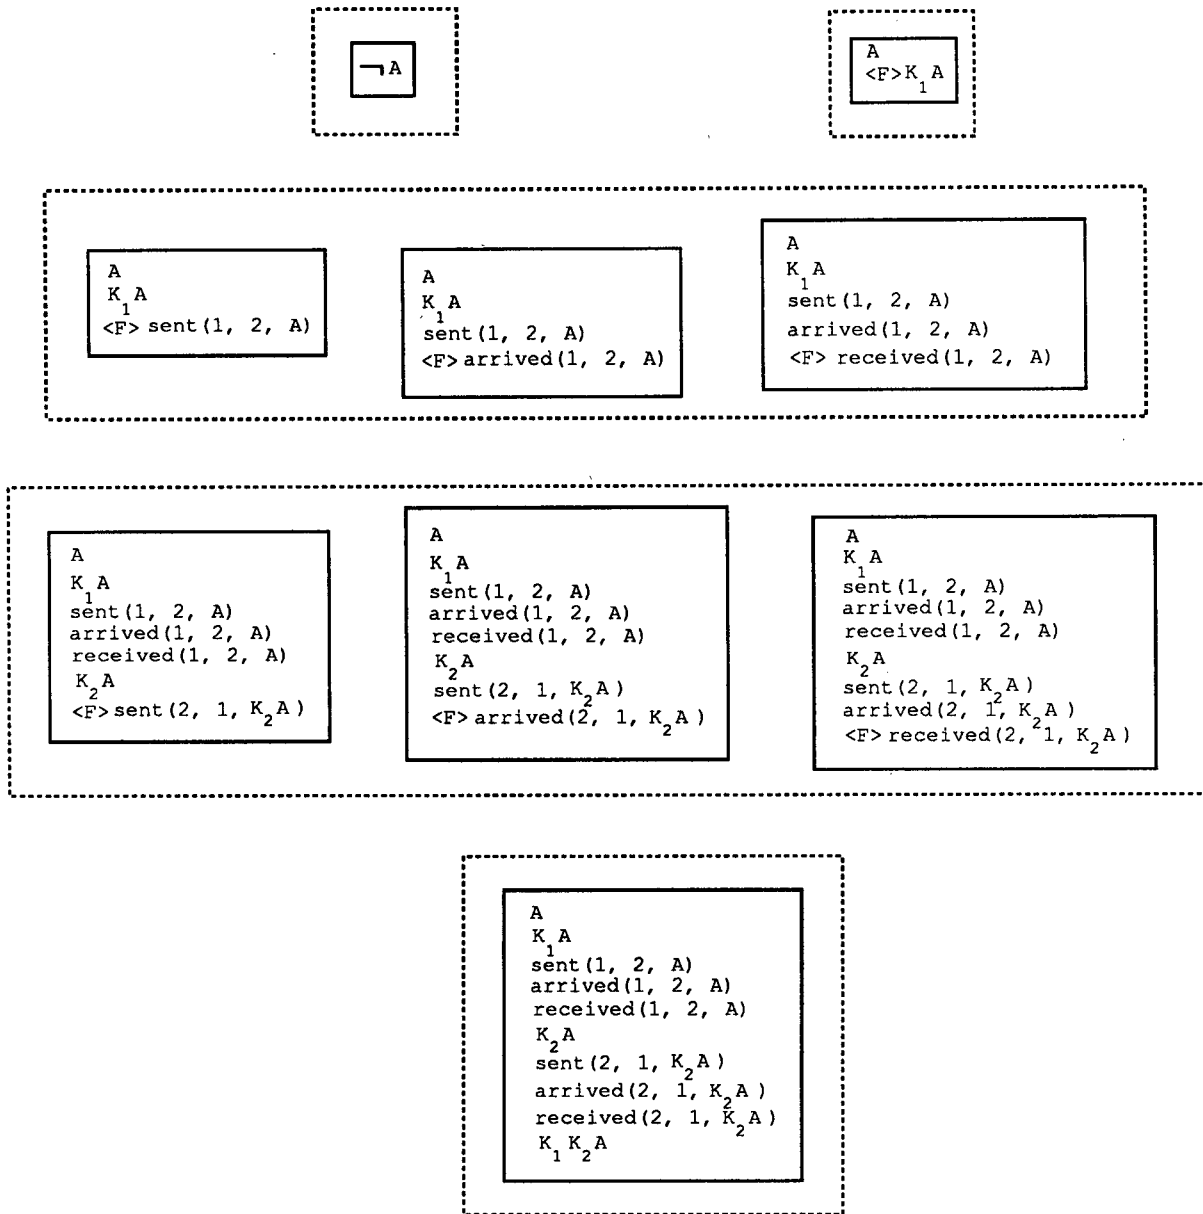 ¬A
A
<F>K₁A
A
K₁A
<F> sent(1, 2, A)
A
K₁A
sent(1, 2, A)
<F> arrived(1, 2, A)
A
K₁A
sent(1, 2, A)
arrived(1, 2, A)
<F> received(1, 2, A)
A
K₁A
sent(1, 2, A)
arrived(1, 2, A)
received(1, 2, A)
K₂A
<F> sent(2, 1, K₂A)
A
K₁A
sent(1, 2, A)
arrived(1, 2, A)
received(1, 2, A)
K₂A
sent(2, 1, K₂A)
<F> arrived(2, 1, K₂A)
A
K₁A
sent(1, 2, A)
arrived(1, 2, A)
received(1, 2, A)
K₂A
sent(2, 1, K₂A)
arrived(2, 1, K₂A)
<F> received(2, 1, K₂A)
A
K₁A
sent(1, 2, A)
arrived(1, 2, A)
received(1, 2, A)
K₂A
sent(2, 1, K₂A)
arrived(2, 1, K₂A)
received(2, 1, K₂A)
K₁K₂A